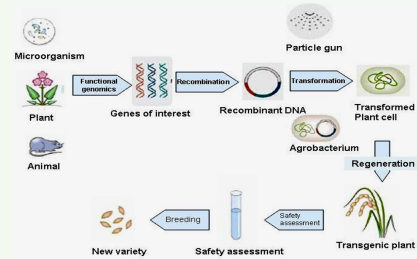 Particle gun
Microorganism
Functional
genomics
Recombination
Transformation
Plant
Genes of interest
Recombinant DNA
Transformed
Plant cell
Agrobacterium
Animal
Regeneration
Breeding
Safety
assessment
New variety
Safety assessment
Transgenic plant